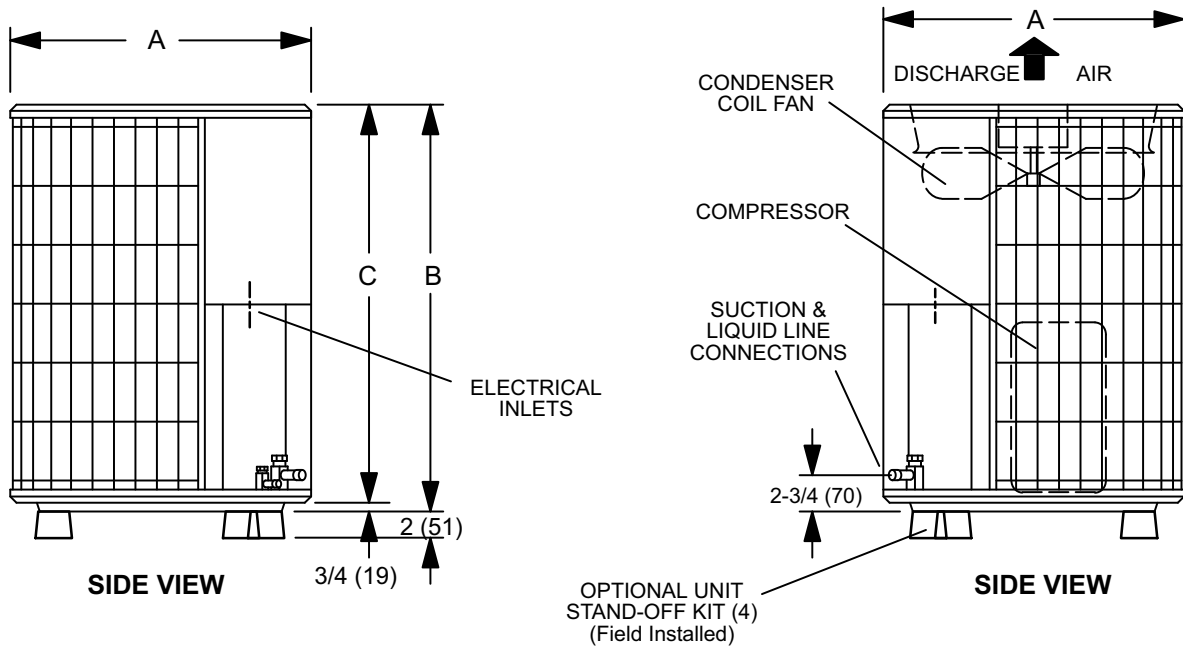 A
C
B
ELECTRICAL
INLETS
2 (51)
3/4 (19)
SIDE VIEW
A
DISCHARGE AIR
CONDENSER
COIL FAN
COMPRESSOR
SUCTION &
LIQUID LINE
CONNECTIONS
2-3/4 (70)
OPTIONAL UNIT
STAND-OFF KIT (4)
(Field Installed)
SIDE VIEW